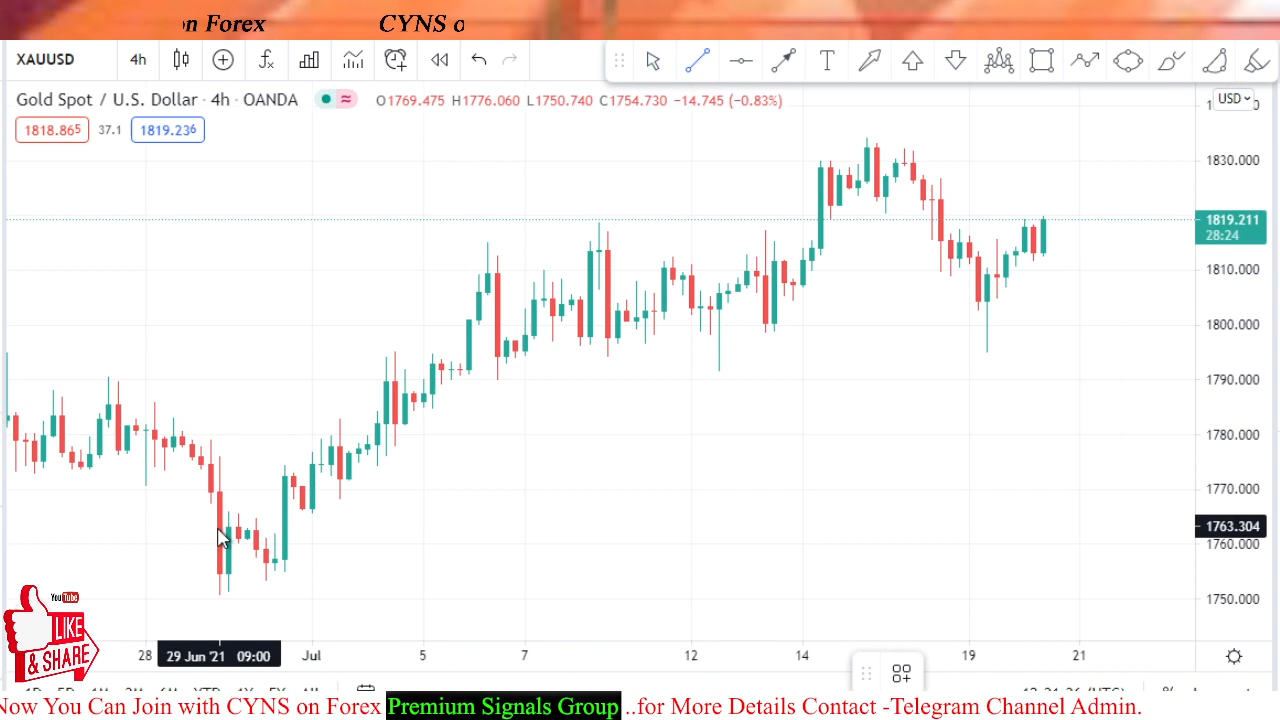 n Forex CYNS o
XAUUSD 4h
Gold Spot / U.S. Dollar · 4h · OANDA O1769.475 H1776.060 L1750.740 C1754.730 −14.745 (−0.83%)
USD
1818.865 37.1 1819.236
1830.000
1819.211
28:24
1810.000
1800.000
1790.000
1780.000
1770.000
1763.304
1760.000
1750.000
YouTube
LIKE
& SHARE
28 29 Jun '21 09:00 Jul 5 7 12 14 19 21
Now You Can Join with CYNS on Forex Premium Signals Group ..for More Details Contact -Telegram Channel Admin.